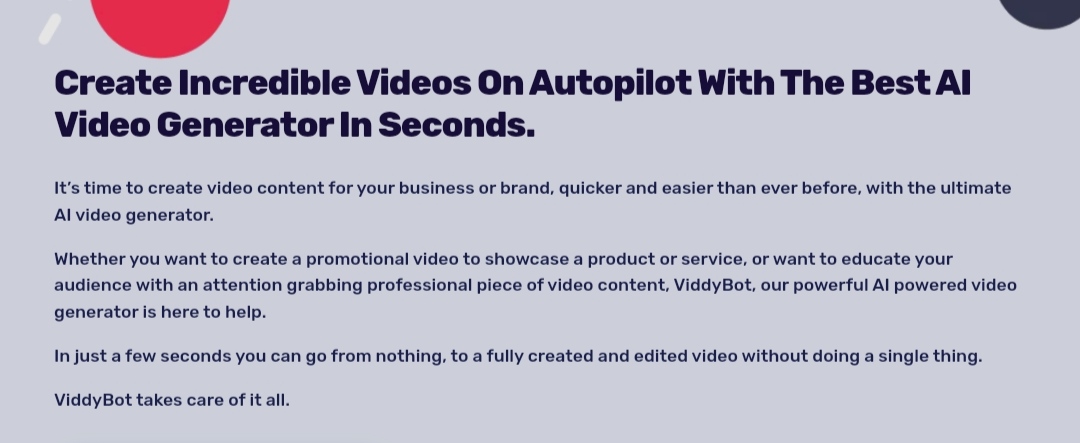 Create Incredible Videos On Autopilot With The Best AI
Video Generator In Seconds.
It's time to create video content for your business or brand, quicker and easier than ever before, with the ultimate
AI video generator.
Whether you want to create a promotional video to showcase a product or service, or want to educate your
audience with an attention grabbing professional piece of video content, ViddyBot, our powerful AI powered video
generator is here to help.
In just a few seconds you can go from nothing, to a fully created and edited video without doing a single thing.
ViddyBot takes care of it all.